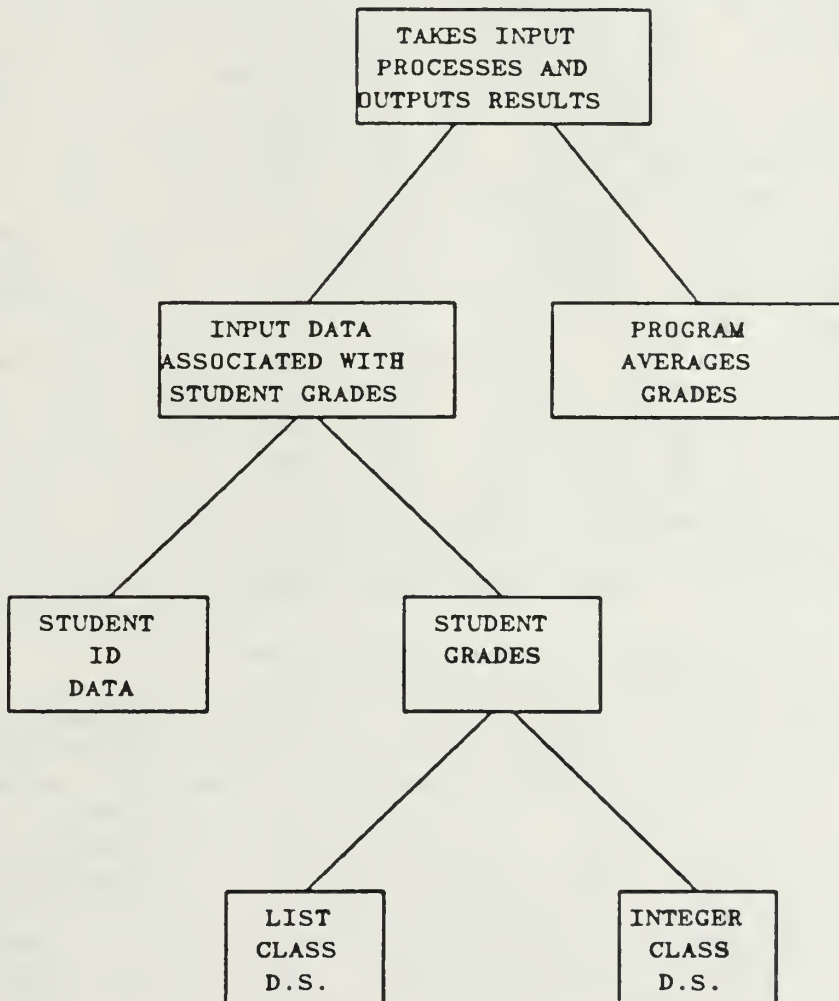 TAKES INPUT
PROCESSES AND
OUTPUTS RESULTS
INPUT DATA
ASSOCIATED WITH
STUDENT GRADES
PROGRAM
AVERAGES
GRADES
STUDENT
ID
DATA
STUDENT
GRADES
LIST
CLASS
D.S.
INTEGER
CLASS
D.S.